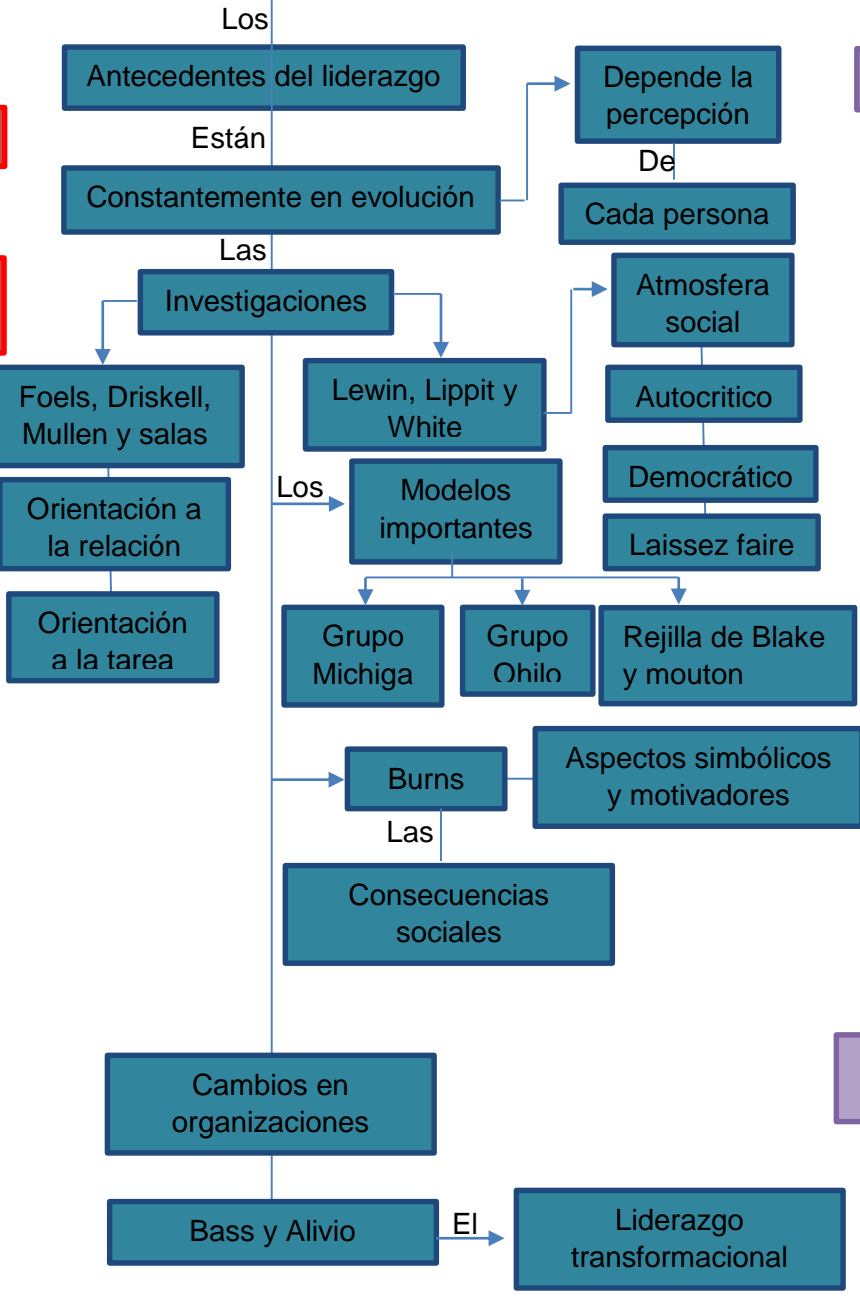 Los
Antecedentes del liderazgo
Depende la
percepción
Están
De
Constantemente en evolución
Cada persona
Las
Investigaciones
Atmosfera
social
Foels, Driskell,
Mullen y salas
Lewin, Lippit y
White
Autocritico
Democrático
Los
Modelos
importantes
Orientación a
la relación
Laissez faire
Orientación
a la tarea
Grupo
Michiga
Grupo
Ohilo
Rejilla de Blake
y mouton
Burns
Aspectos simbólicos
y motivadores
Las
Consecuencias
sociales
Cambios en
organizaciones
Bass y Alivio
El
Liderazgo
transformacional